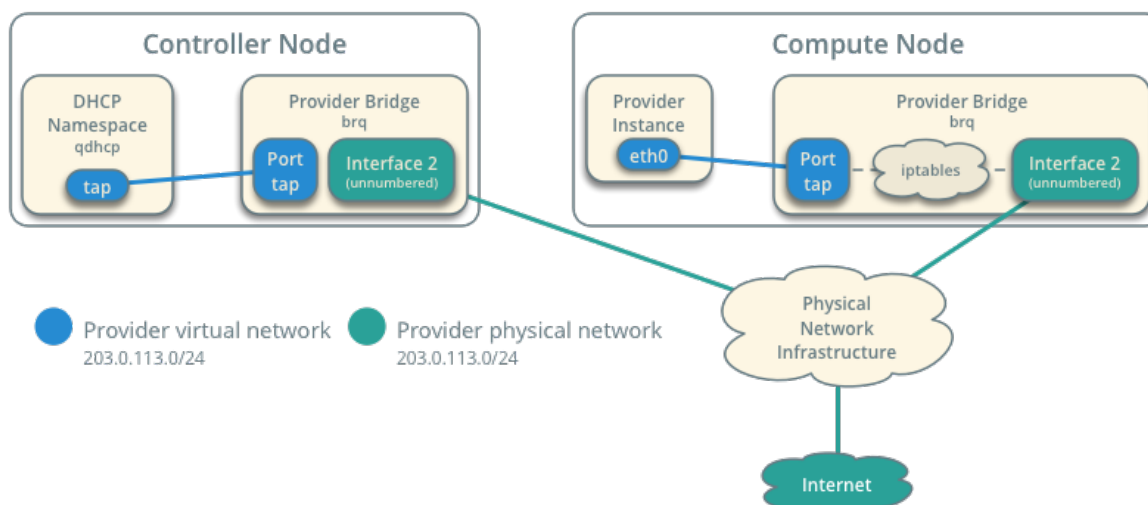 Controller Node
DHCP
Namespace
qdhcp
tap
Provider Bridge
brq
Port
tap
Interface 2
(unnumbered)
Compute Node
Provider
Instance
eth0
Provider Bridge
brq
Port
tap
iptables
Interface 2
(unnumbered)
Physical
Network
Infrastructure
Internet
Provider virtual network
203.0.113.0/24
Provider physical network
203.0.113.0/24